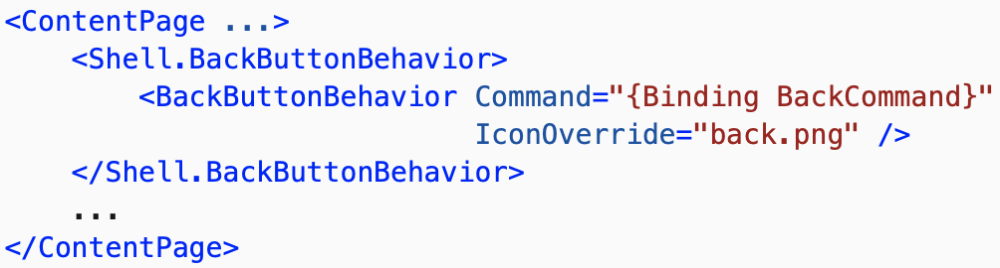 <ContentPage ...>
    <Shell.BackButtonBehavior>
        <BackButtonBehavior Command="{Binding BackCommand}"
                            IconOverride="back.png" />
    </Shell.BackButtonBehavior>
    ...
</ContentPage>